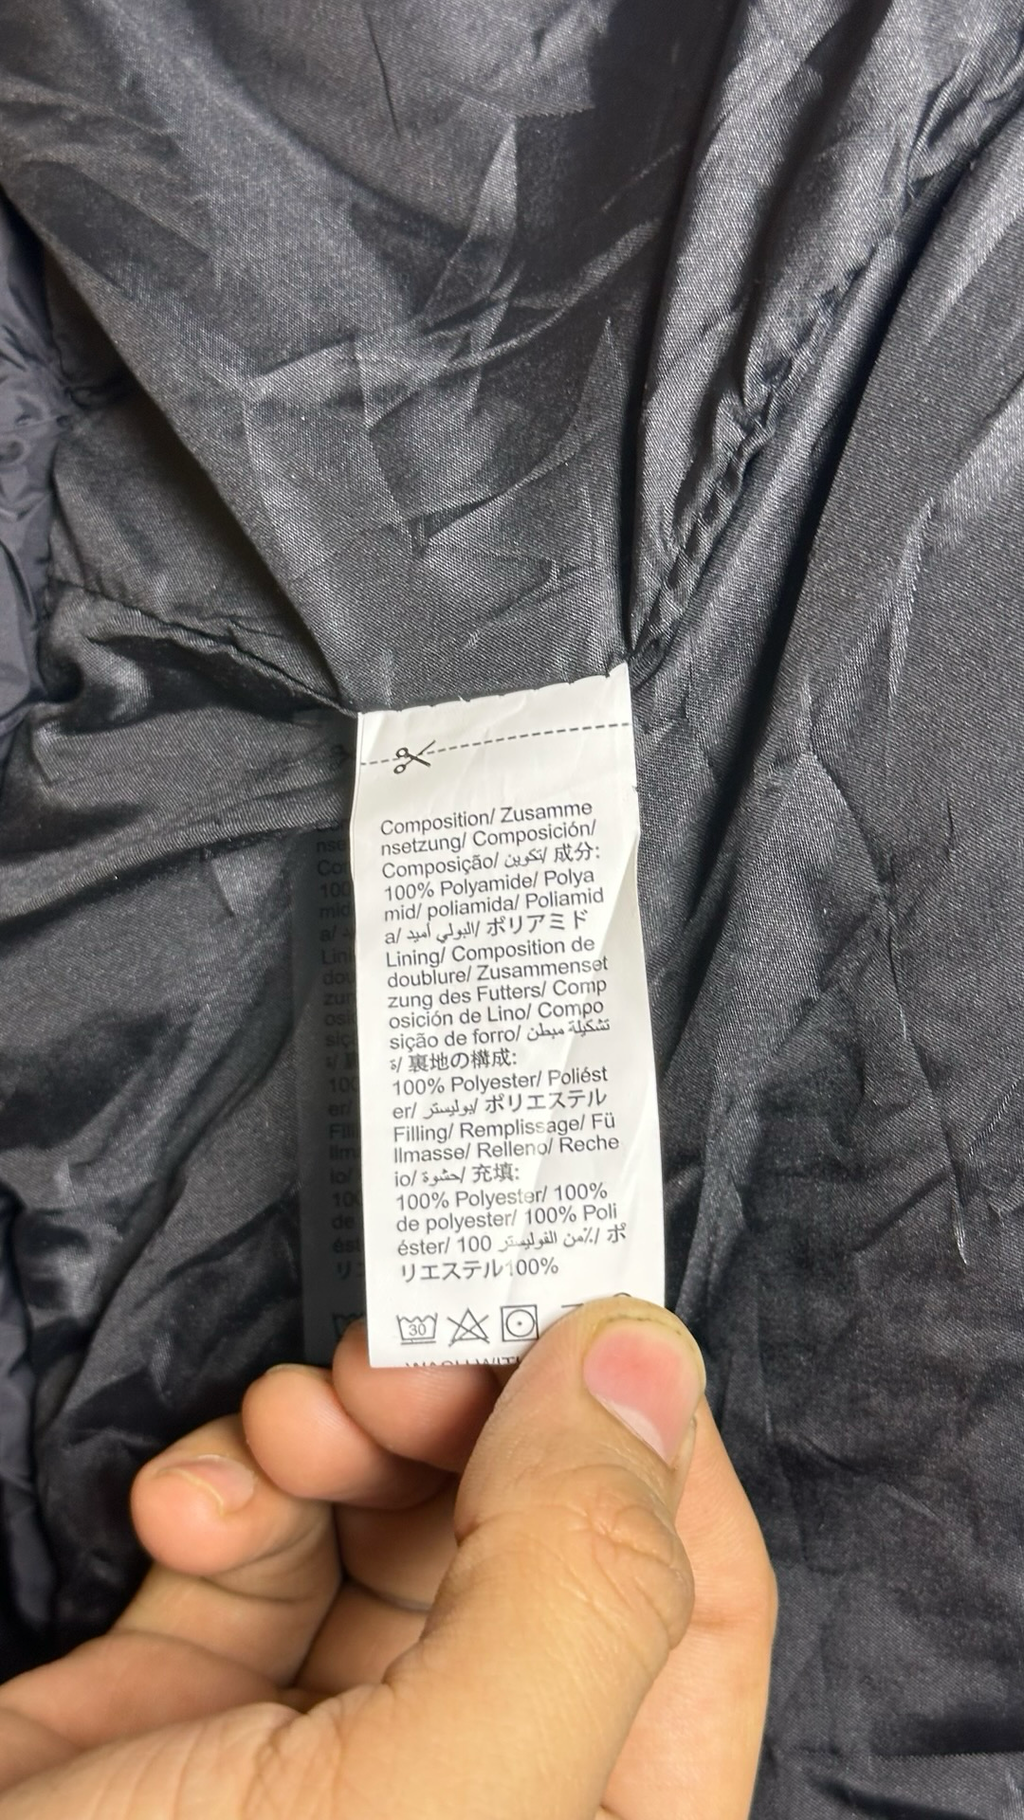 Composition/ Zusamme
nsetzung/ Composición/
Composição/ تكوين/ 成分:
100% Polyamide/ Polya
mid/ poliamida/ Poliamid
a/ البولي أميد/ ポリアミド
Lining/ Composition de
doublure/ Zusammenset
zung des Futters/ Comp
osición de Lino/ Compo
sição de forro/ تشكيلة مبطن
ة/ 裏地の構成:
100% Polyester/ Poliést
er/ بوليستر/ ポリエステル
Filling/ Remplissage/ Fü
llmasse/ Relleno/ Reche
io/ حشوة/ 充填:
100% Polyester/ 100%
de polyester/ 100% Poli
éster/ 100 من الفوليستر٪/ ポ
リエステル100%
30